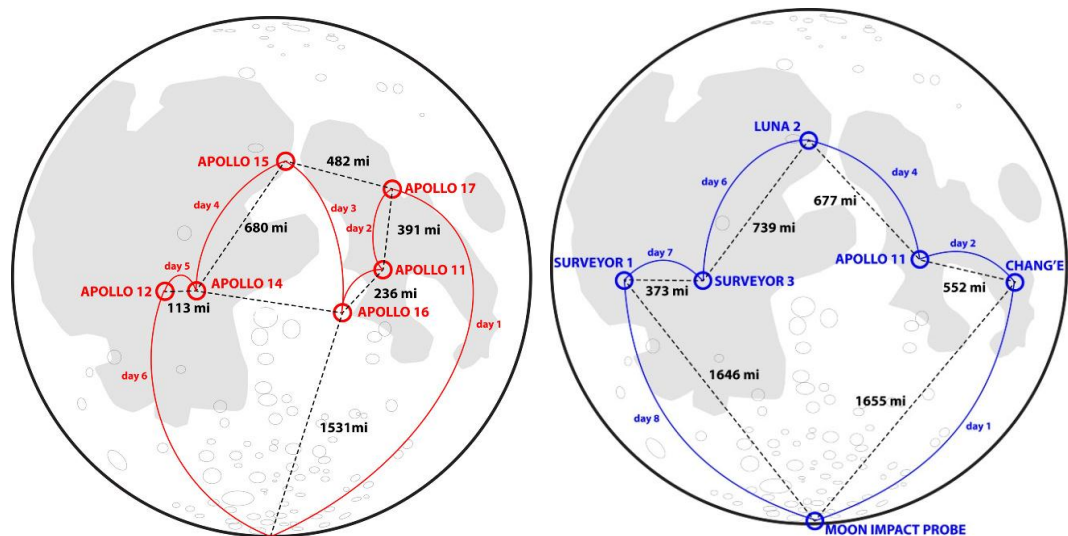 APOLLO 15
482 mi
APOLLO 17
day 4
day 3
day 2
680 mi
391 mi
day 5
APOLLO 11
APOLLO 12
APOLLO 14
236 mi
113 mi
APOLLO 16
day 1
day 6
1531mi
LUNA 2
day 6
day 4
677 mi
739 mi
day 7
day 2
SURVEYOR 1
APOLLO 11
CHANG'E
373 mi
SURVEYOR 3
552 mi
1646 mi
1655 mi
day 8
day 1
MOON IMPACT PROBE